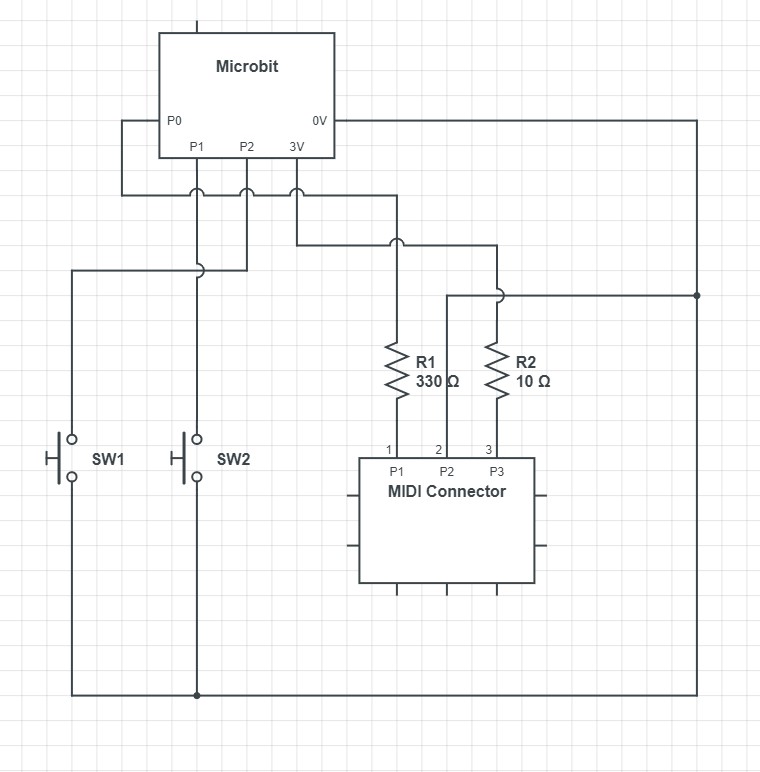 Microbit
P0
0V
P1
P2
3V
R1
330 Ω
R2
10 Ω
SW1
SW2
1
2
3
P1
P2
P3
MIDI Connector